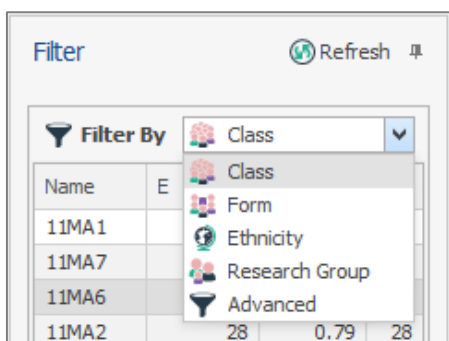 Filter Refresh
Filter By Class
Name E Class
Form
11MA1 Ethnicity
11MA7 Research Group
11MA6 Advanced
11MA2 28 0.79 28